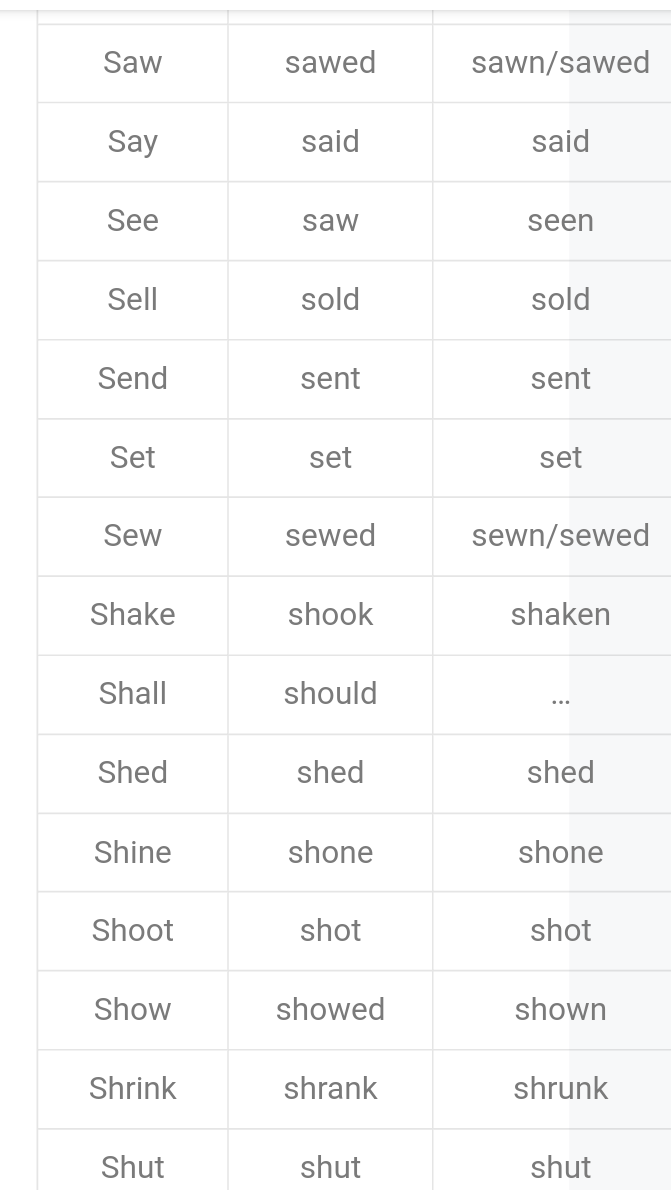 Saw sawed sawn/sawed
Say said said
See saw seen
Sell sold sold
Send sent sent
Set set set
Sew sewed sewn/sewed
Shake shook shaken
Shall should …
Shed shed shed
Shine shone shone
Shoot shot shot
Show showed shown
Shrink shrank shrunk
Shut shut shut